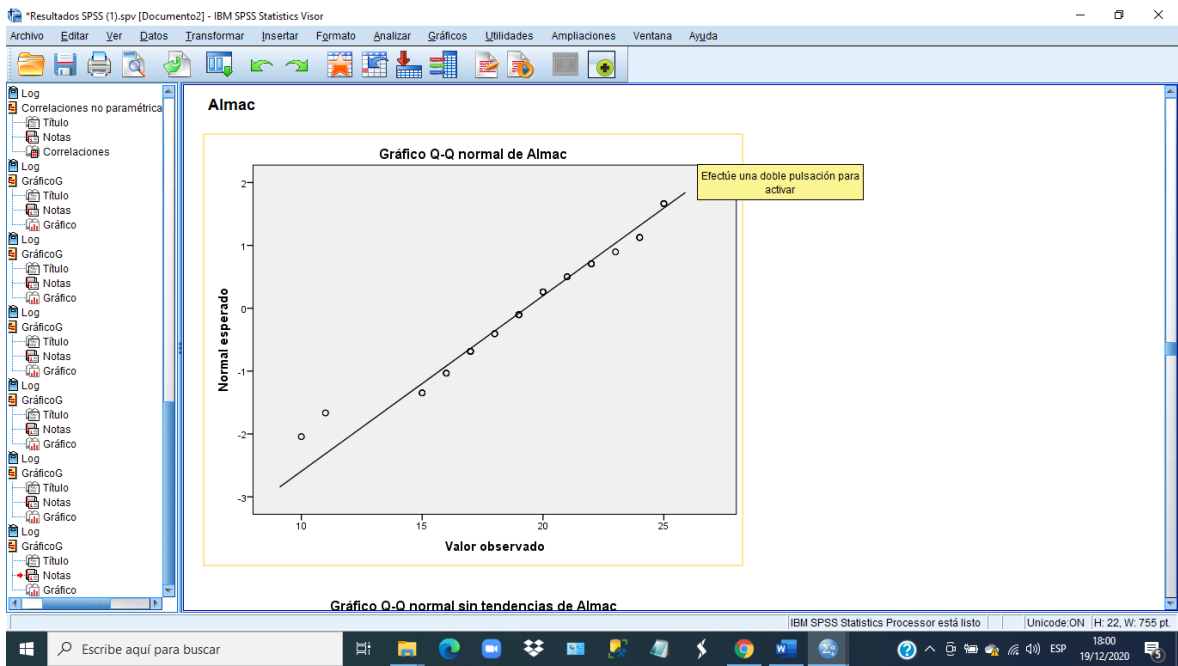 *Resultados SPSS (1).spv [Documento2] - IBM SPSS Statistics Visor
Archivo Editar Ver Datos Transformar Insertar Formato Analizar Gráficos Utilidades Ampliaciones Ventana Ayuda
Log
Correlaciones no paramétrica
Título
Notas
Correlaciones
Log
GráficoG
Título
Notas
Gráfico
Log
GráficoG
Título
Notas
Gráfico
Log
GráficoG
Título
Notas
Gráfico
Log
GráficoG
Título
Notas
Gráfico
Log
GráficoG
Título
Notas
Gráfico
Log
GráficoG
Título
Notas
Gráfico
Almac
Gráfico Q-Q normal de Almac
Efectúe una doble pulsación para
activar
Normal esperado
2
1
0
-1
-2
-3
10 15 20 25
Valor observado
Gráfico Q-Q normal sin tendencias de Almac
IBM SPSS Statistics Processor está listo Unicode:ON H: 22, W: 755 pt.
Escribe aquí para buscar
ESP
18:00
19/12/2020
5